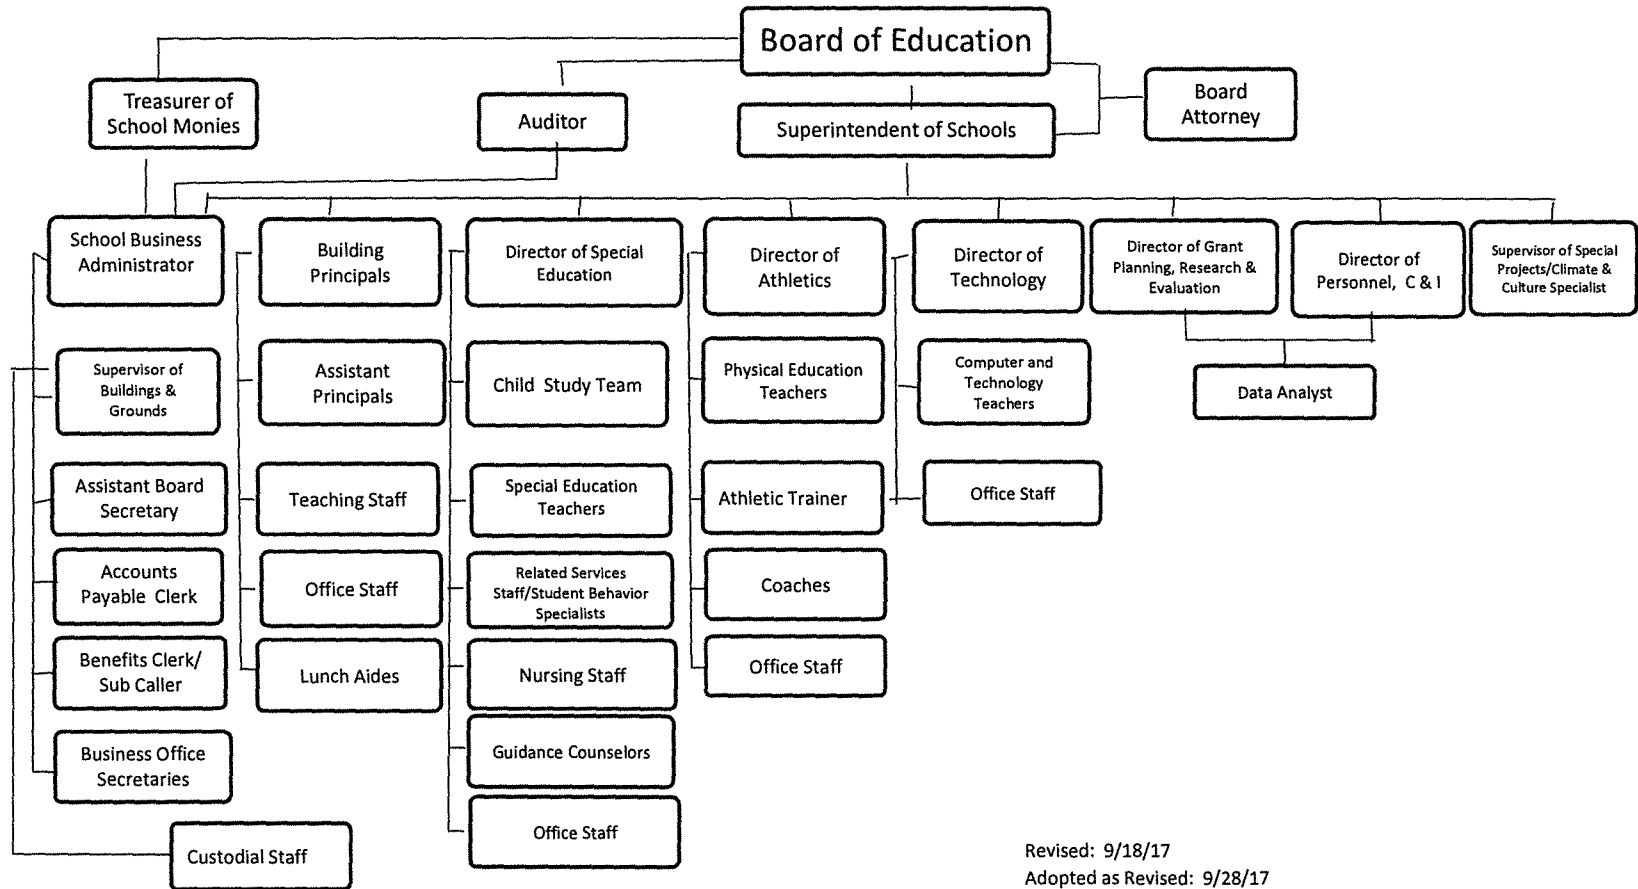 Board of Education
Treasurer of
School Monies
Auditor
Superintendent of Schools
Board
Attorney
School Business
Administrator
Building
Principals
Director of Special
Education
Director of
Athletics
Director of
Technology
Director of Grant
Planning, Research &
Evaluation
Director of
Personnel, C & I
Supervisor of Special
Projects/Climate &
Culture Specialist
Supervisor of
Buildings &
Grounds
Assistant
Principals
Child Study Team
Physical Education
Teachers
Computer and
Technology
Teachers
Data Analyst
Assistant Board
Secretary
Teaching Staff
Special Education
Teachers
Athletic Trainer
Office Staff
Accounts
Payable Clerk
Office Staff
Related Services
Staff/Student Behavior
Specialists
Coaches
Benefits Clerk/
Sub Caller
Lunch Aides
Nursing Staff
Office Staff
Business Office
Secretaries
Guidance Counselors
Office Staff
Custodial Staff
Revised: 9/18/17
Adopted as Revised: 9/28/17